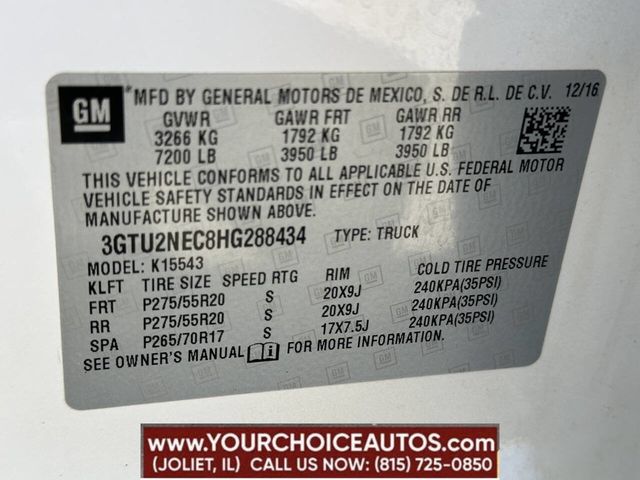 GM
*MFD BY GENERAL MOTORS DE MEXICO, S. DE R.L. DE C.V. 12/16
GVWR GAWR FRT GAWR RR
3266 KG 1792 KG 1792 KG
7200 LB 3950 LB 3950 LB
THIS VEHICLE CONFORMS TO ALL APPLICABLE U.S. FEDERAL MOTOR
VEHICLE SAFETY STANDARDS IN EFFECT ON THE DATE OF
MANUFACTURE SHOWN ABOVE.
3GTU2NEC8HG288434 TYPE: TRUCK
MODEL: K15543
KLFT TIRE SIZE SPEED RTG RIM COLD TIRE PRESSURE
FRT P275/55R20 S 20X9J 240KPA(35PSI)
RR P275/55R20 S 20X9J 240KPA(35PSI)
SPA P265/70R17 S 17X7.5J 240KPA(35PSI)
SEE OWNER'S MANUAL FOR MORE INFORMATION.
WWW.YOURCHOICEAUTOS.COM
(JOLIET, IL) CALL US NOW: (815) 725-0850